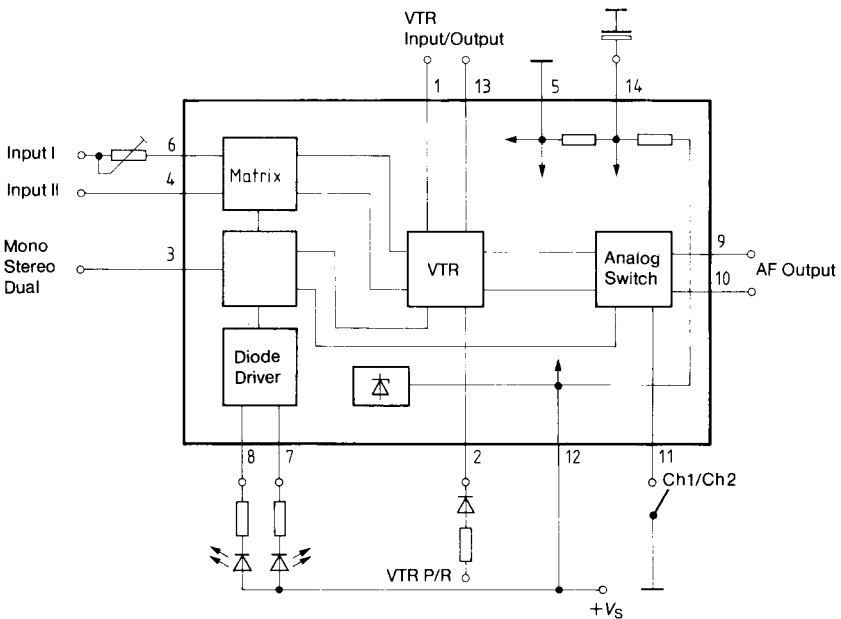 VTR
Input/Output
1
13
5
14
Input I
6
Input II
4
Matrix
Mono
Stereo
Dual
3
VTR
Analog
Switch
9
10
AF Output
Diode
Driver
8
7
2
12
11
Ch1/Ch2
VTR P/R
+VS